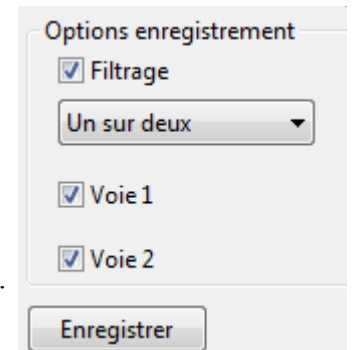 Options enregistrement
Filtrage
Un sur deux
Voie 1
Voie 2
.
Enregistrer